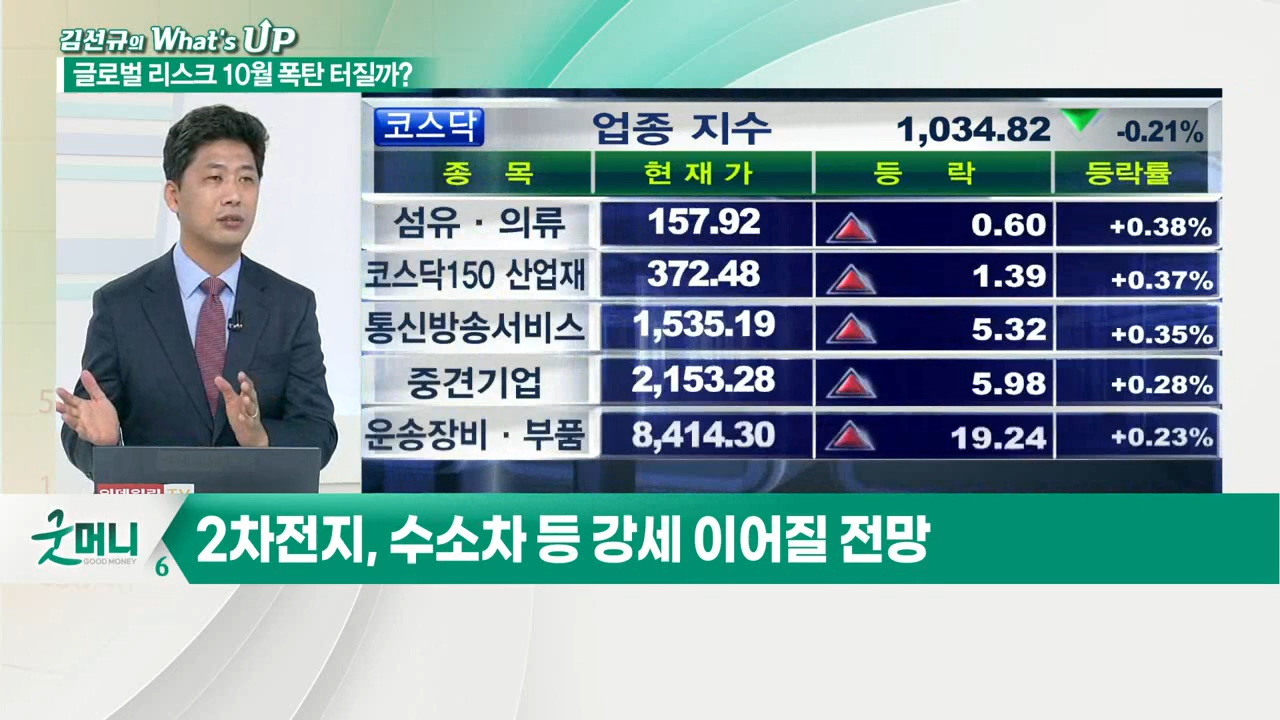 김선규의 What's UP
글로벌 리스크 10월 폭탄 터질까?
코스닥 업종 지수 1,034.82 -0.21%
종 목 현 재 가 등 락 등락률
섬유 · 의류 157.92 0.60 +0.38%
코스닥150 산업재 372.48 1.39 +0.37%
통신방송서비스 1,535.19 5.32 +0.35%
중견기업 2,153.28 5.98 +0.28%
운송장비 · 부품 8,414.30 19.24 +0.23%
5
1
굿머니
GOOD MONEY
6
2차전지, 수소차 등 강세 이어질 전망